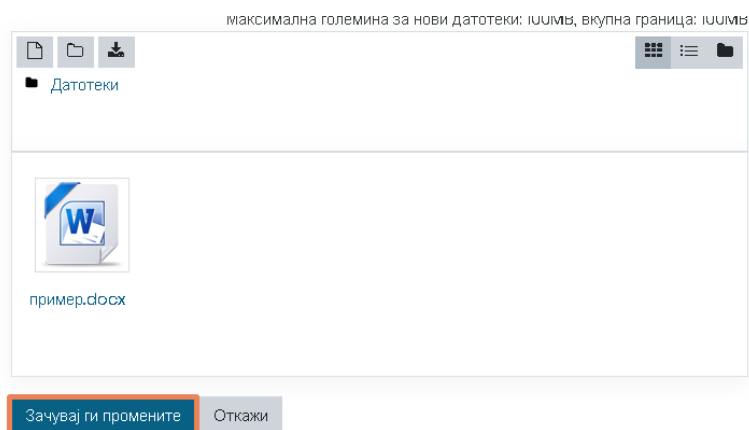 Максимална големина за нови датотеки: 100MB, вкупна граница: 100MB
Датотеки
W
пример.docx
Зачувај ги промените
Откажи